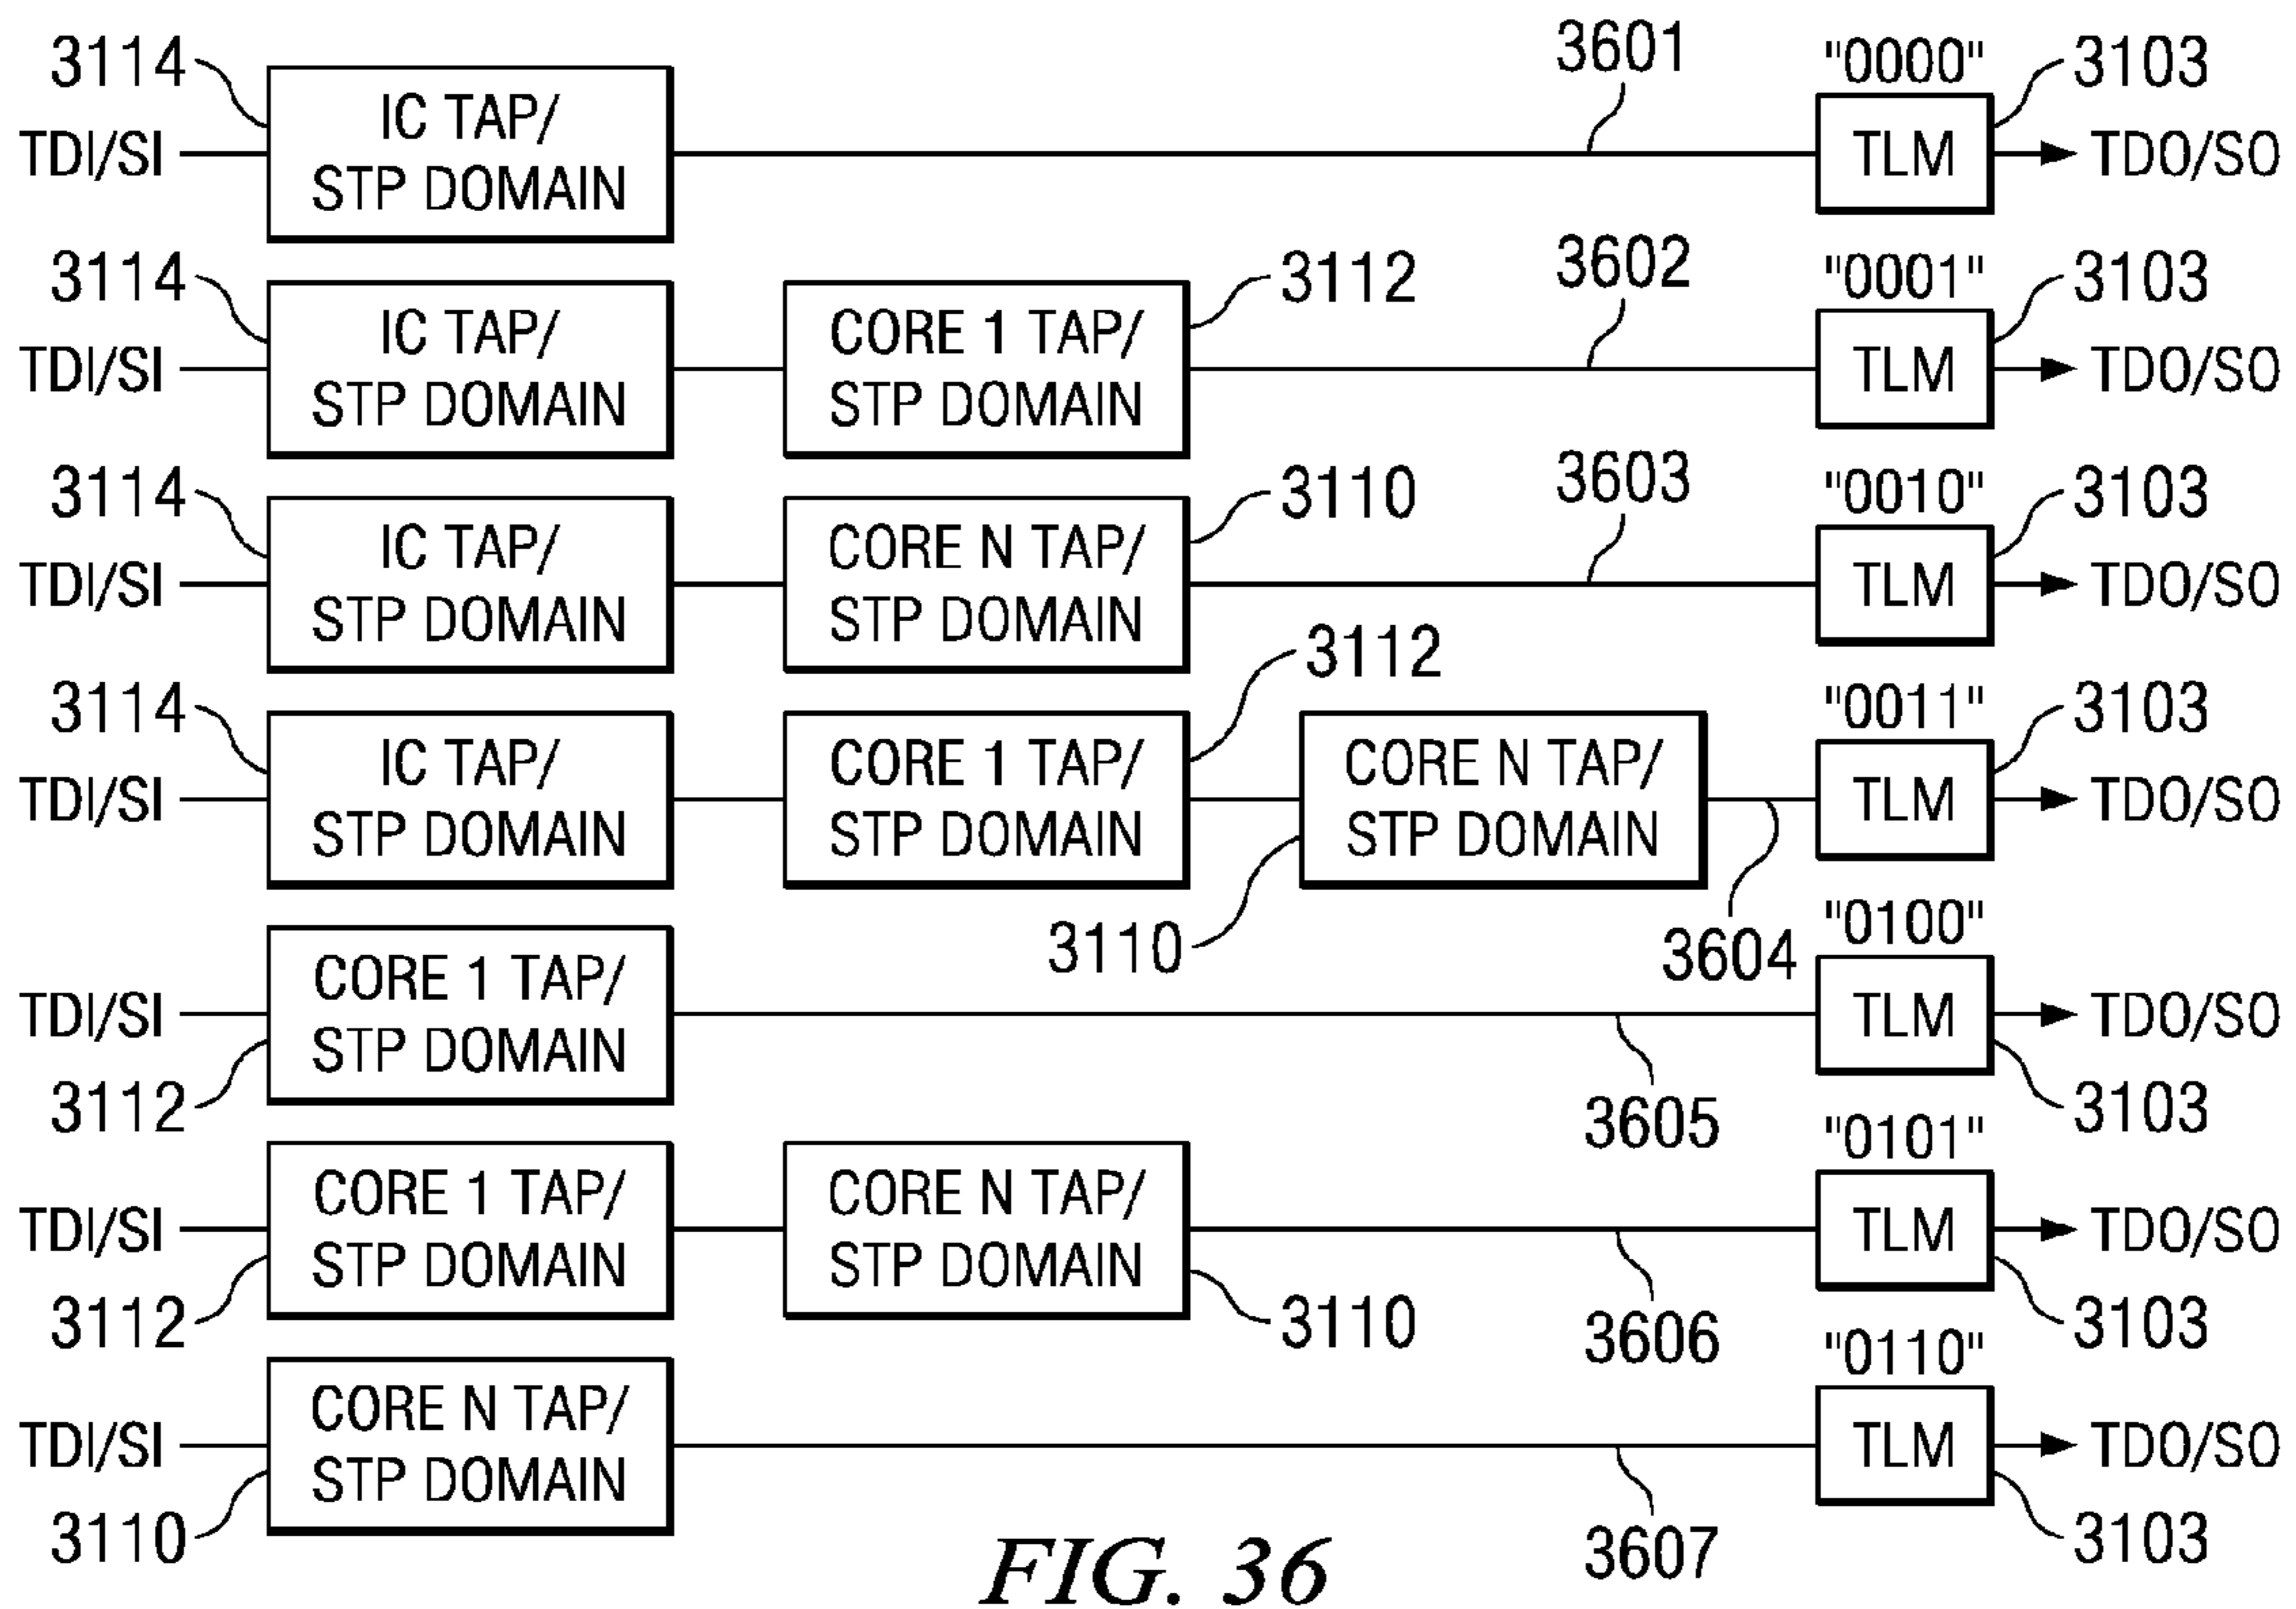 3114
IC TAP/
STP DOMAIN
TDI/SI
3601
"0000"
3103
TLM
TDO/SO
3114
IC TAP/
STP DOMAIN
TDI/SI
CORE 1 TAP/
STP DOMAIN
3112
3602
"0001"
3103
TLM
TDO/SO
3114
IC TAP/
STP DOMAIN
TDI/SI
CORE N TAP/
STP DOMAIN
3110
3603
"0010"
3103
TLM
TDO/SO
3114
IC TAP/
STP DOMAIN
TDI/SI
CORE 1 TAP/
STP DOMAIN
3112
CORE N TAP/
STP DOMAIN
3110
3604
"0011"
3103
TLM
TDO/SO
TDI/SI
3112
CORE 1 TAP/
STP DOMAIN
3605
"0100"
TLM
TDO/SO
3103
TDI/SI
3112
CORE 1 TAP/
STP DOMAIN
CORE N TAP/
STP DOMAIN
3110
3606
"0101"
TLM
TDO/SO
3103
TDI/SI
3110
CORE N TAP/
STP DOMAIN
3607
"0110"
TLM
TDO/SO
3103
FIG. 36